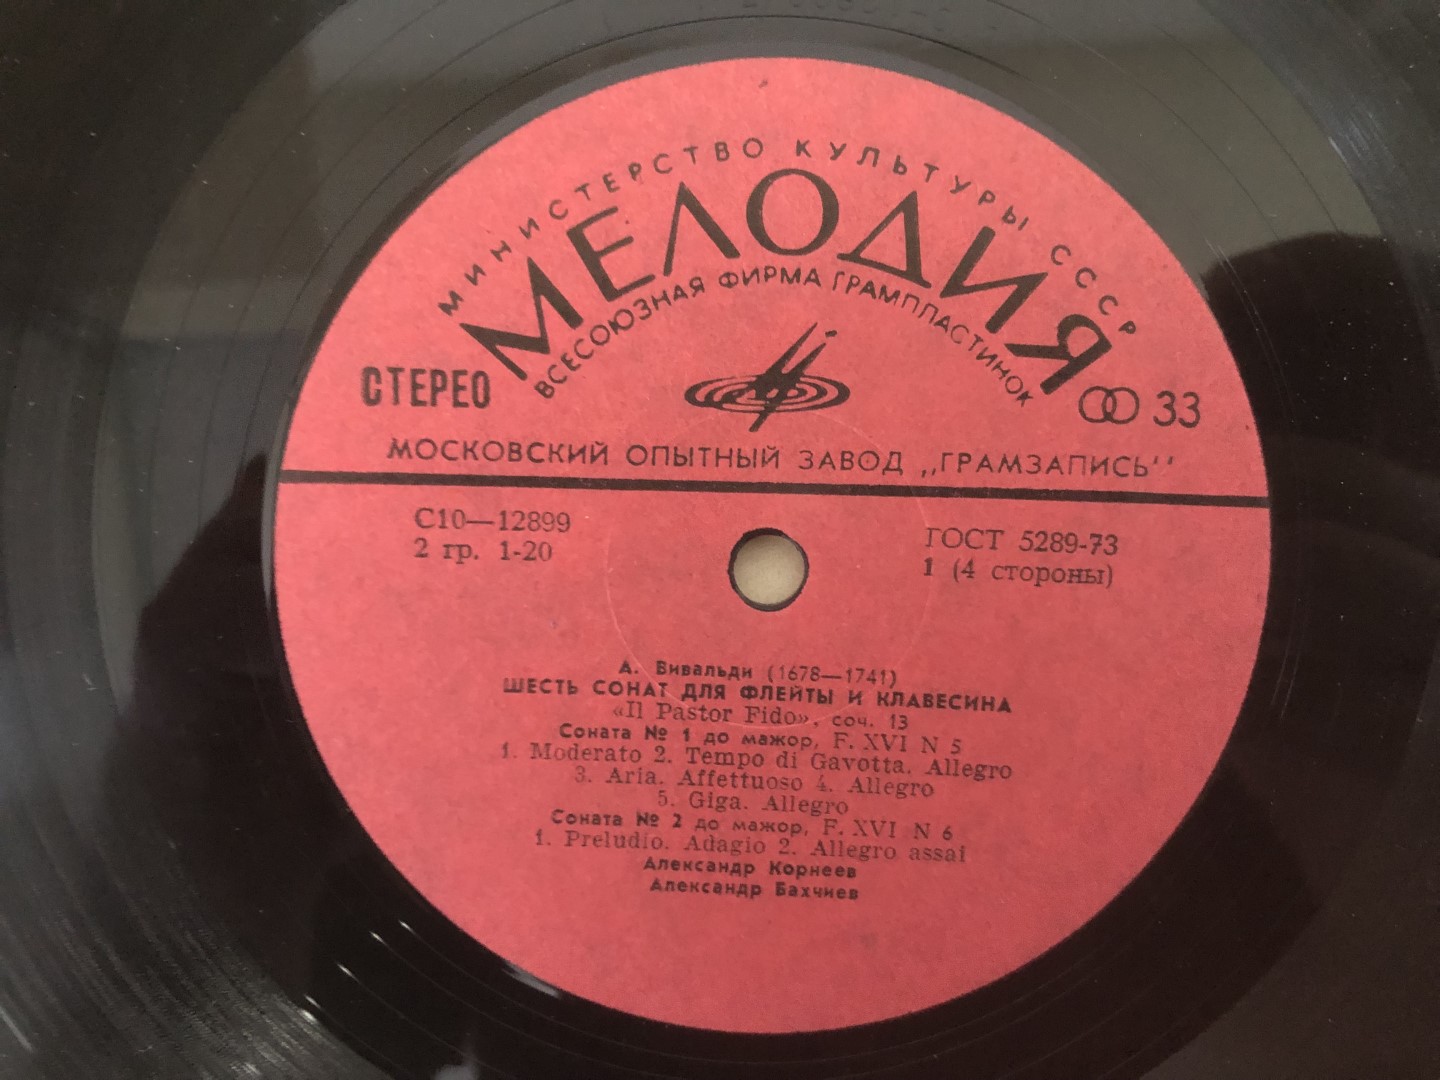 МИНИСТЕРСТВО КУЛЬТУРЫ СССР
МЕЛОДИЯ
ВСЕСОЮЗНАЯ ФИРМА ГРАМПЛАСТИНОК
СТЕРЕО
33
МОСКОВСКИЙ ОПЫТНЫЙ ЗАВОД ,,ГРАМЗАПИСЬ''
С10—12899
2 гр. 1-20
ГОСТ 5289-73
1 (4 стороны)
А. Вивальди (1678—1741)
ШЕСТЬ СОНАТ ДЛЯ ФЛЕЙТЫ И КЛАВЕСИНА
«Il Pastor Fido», соч. 13
Соната № 1 до мажор, F. XVI N 5
1. Moderato 2. Tempo di Gavotta. Allegro
3. Aria. Affettuoso 4. Allegro
5. Giga. Allegro
Соната № 2 до мажор, F. XVI N 6
1. Preludio. Adagio 2. Allegro assai
Александр Корнеев
Александр Бахчиев